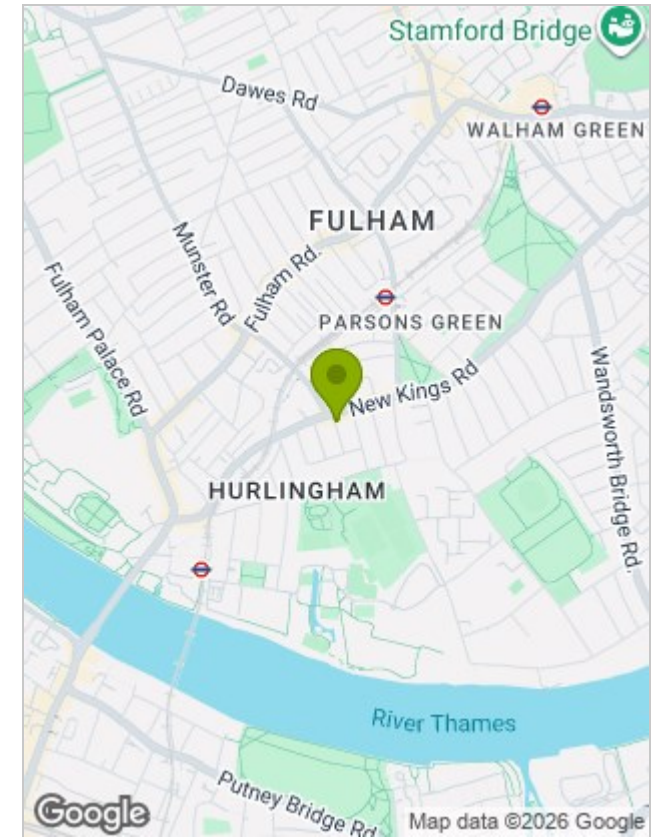 Stamford Bridge
Dawes Rd
WALHAM GREEN
FULHAM
Munster Rd
Fulham Rd.
Fulham Palace Rd
PARSONS GREEN
New Kings Rd
Wandsworth Bridge Rd.
HURLINGHAM
River Thames
Putney Bridge Rd
Google
Map data ©2026 Google